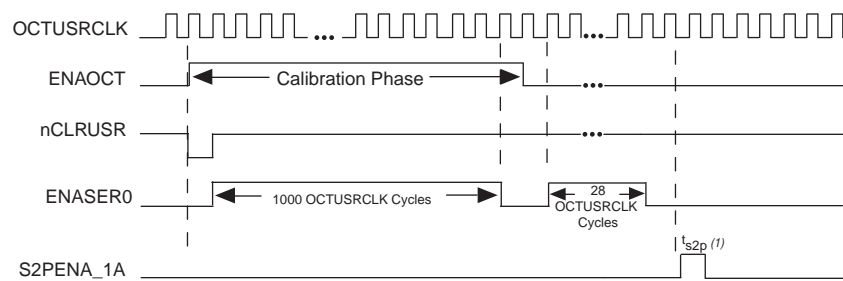 OCTUSRCLK
•••
•••
ENAOCT
Calibration Phase
•••
nCLRUSR
•••
ENASER0
1000 OCTUSRCLK Cycles
28
OCTUSRCLK
Cycles
ts2p (1)
S2PENA_1A